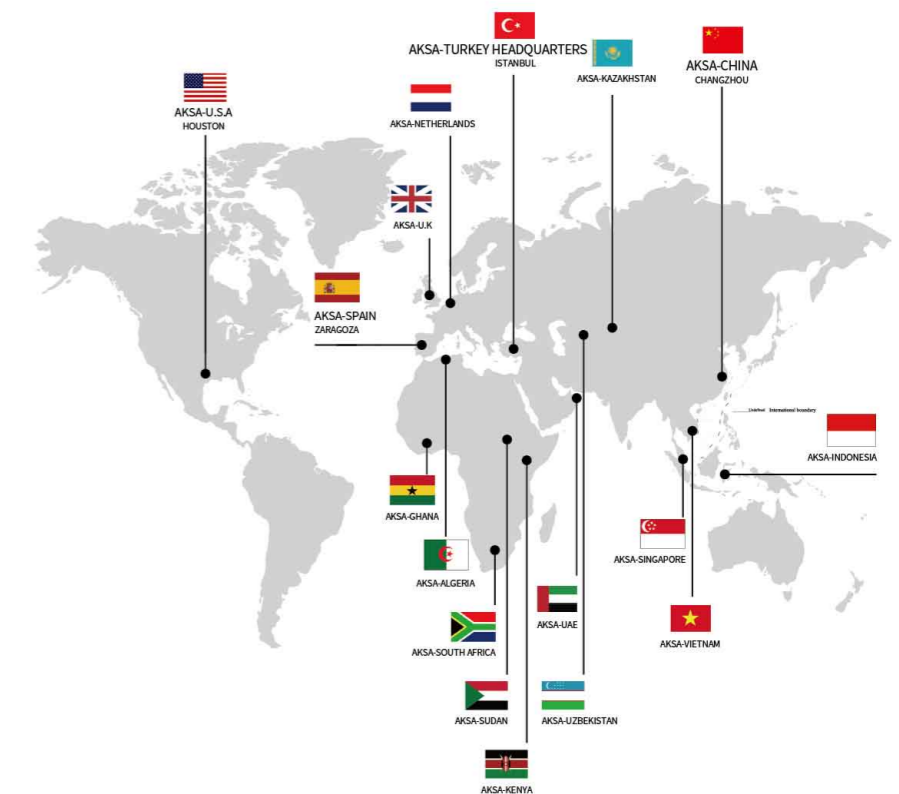 AKSA-TURKEY HEADQUARTERS
ISTANBUL
AKSA-KAZAKHSTAN
AKSA-CHINA
CHANGZHOU
AKSA-U.S.A
HOUSTON
AKSA-NETHERLANDS
AKSA-U.K
AKSA-SPAIN
ZARAGOZA
International boundary
AKSA-INDONESIA
AKSA-GHANA
AKSA-SINGAPORE
AKSA-ALGERIA
AKSA-UAE
AKSA-VIETNAM
AKSA-SOUTH AFRICA
AKSA-SUDAN
AKSA-UZBEKISTAN
AKSA-KENYA